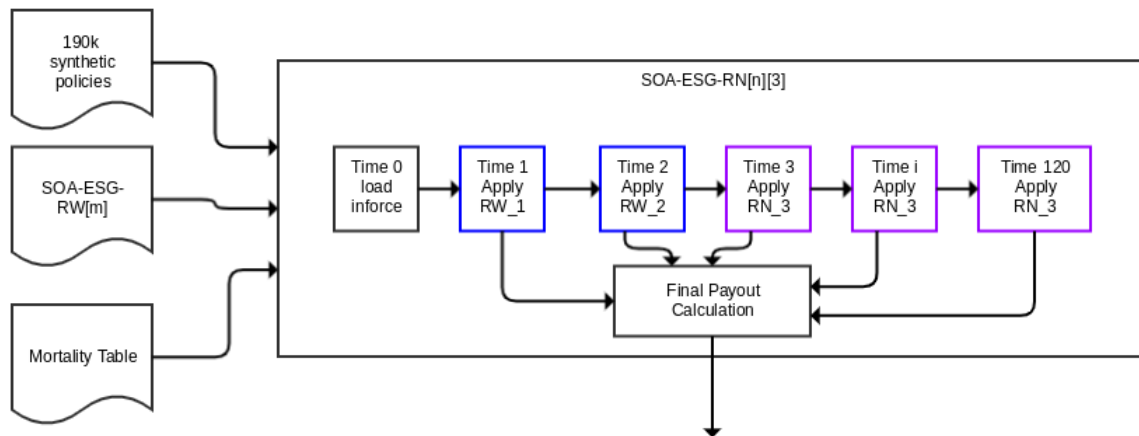 190k
synthetic
policies
SOA-ESG-
RW[m]
Mortality Table
SOA-ESG-RN[n][3]
Time 0
load
inforce
Time 1
Apply
RW_1
Time 2
Apply
RW_2
Time 3
Apply
RN_3
Time i
Apply
RN_3
Time 120
Apply
RN_3
Final Payout
Calculation